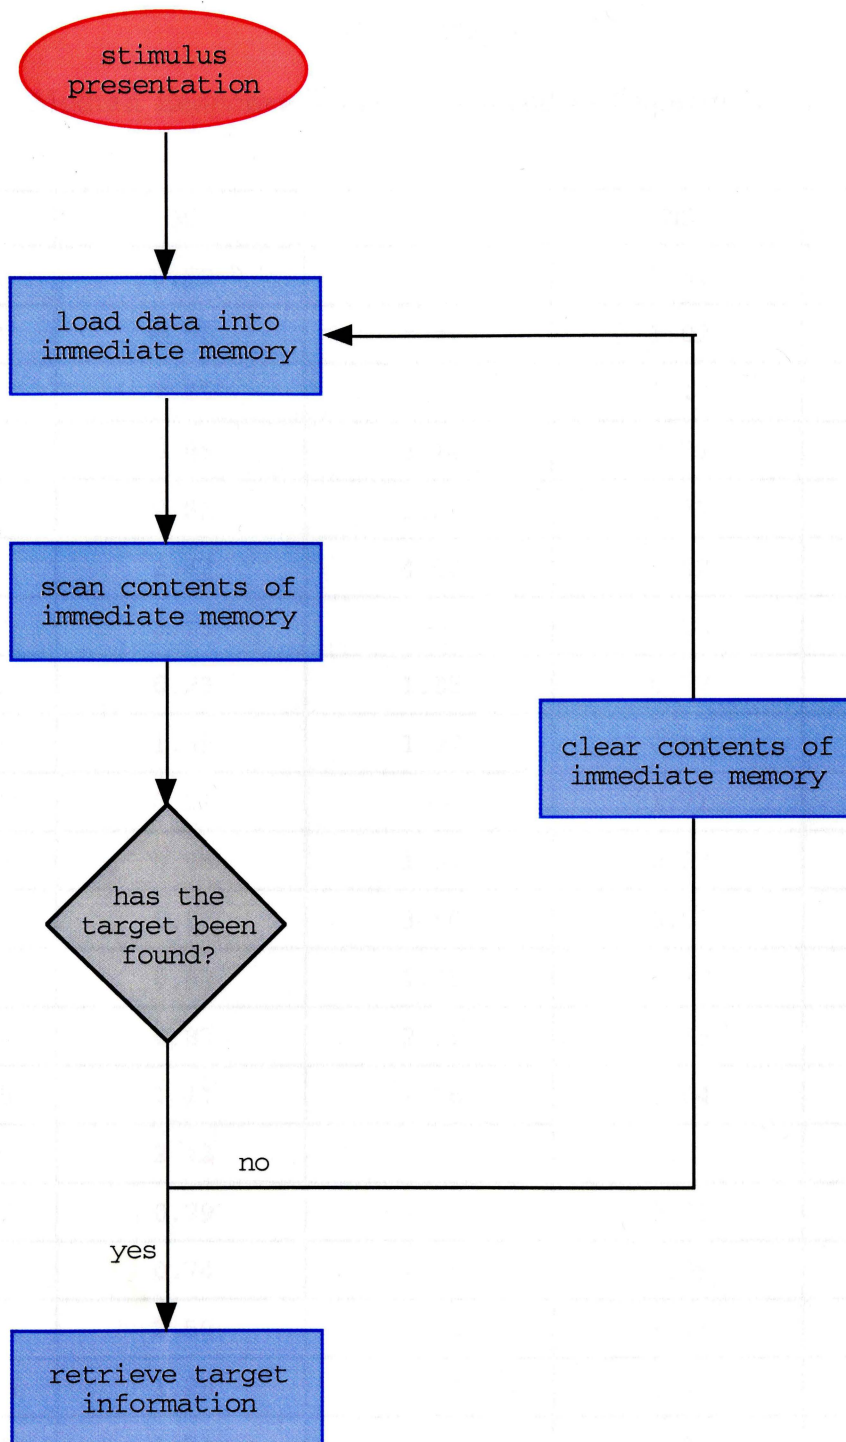 stimulus
presentation
load data into
immediate memory
scan contents of
immediate memory
clear contents of
immediate memory
has the
target been
found?
no
yes
retrieve target
information